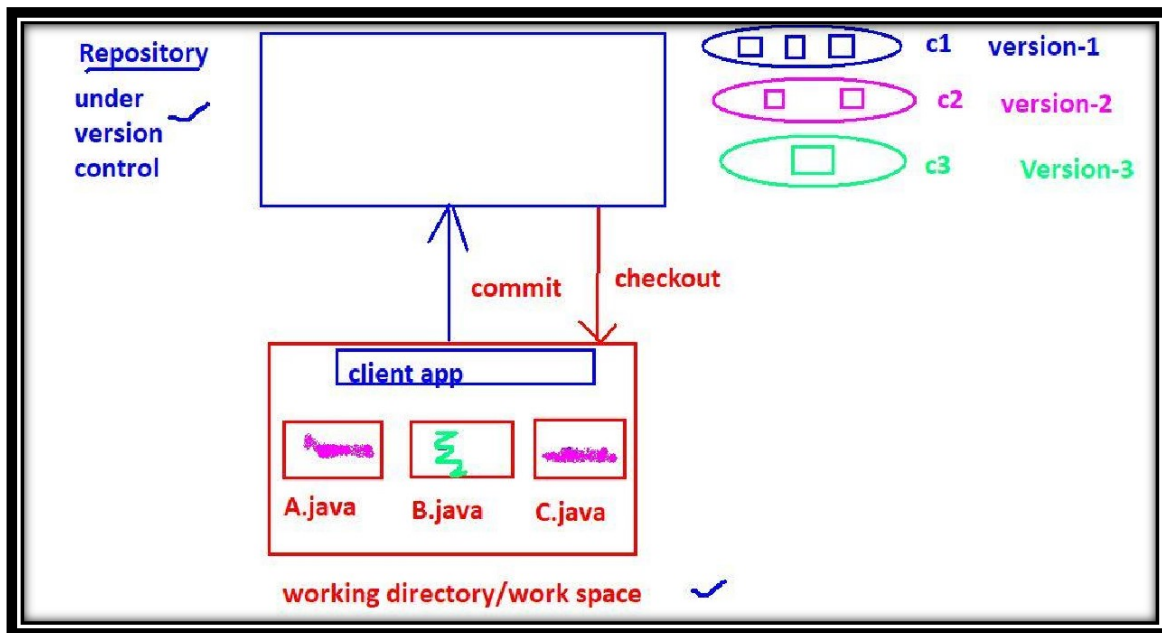 Repository
under
version
control
c1 version-1
c2 version-2
c3 Version-3
commit
checkout
client app
A.java
B.java
C.java
working directory/work space